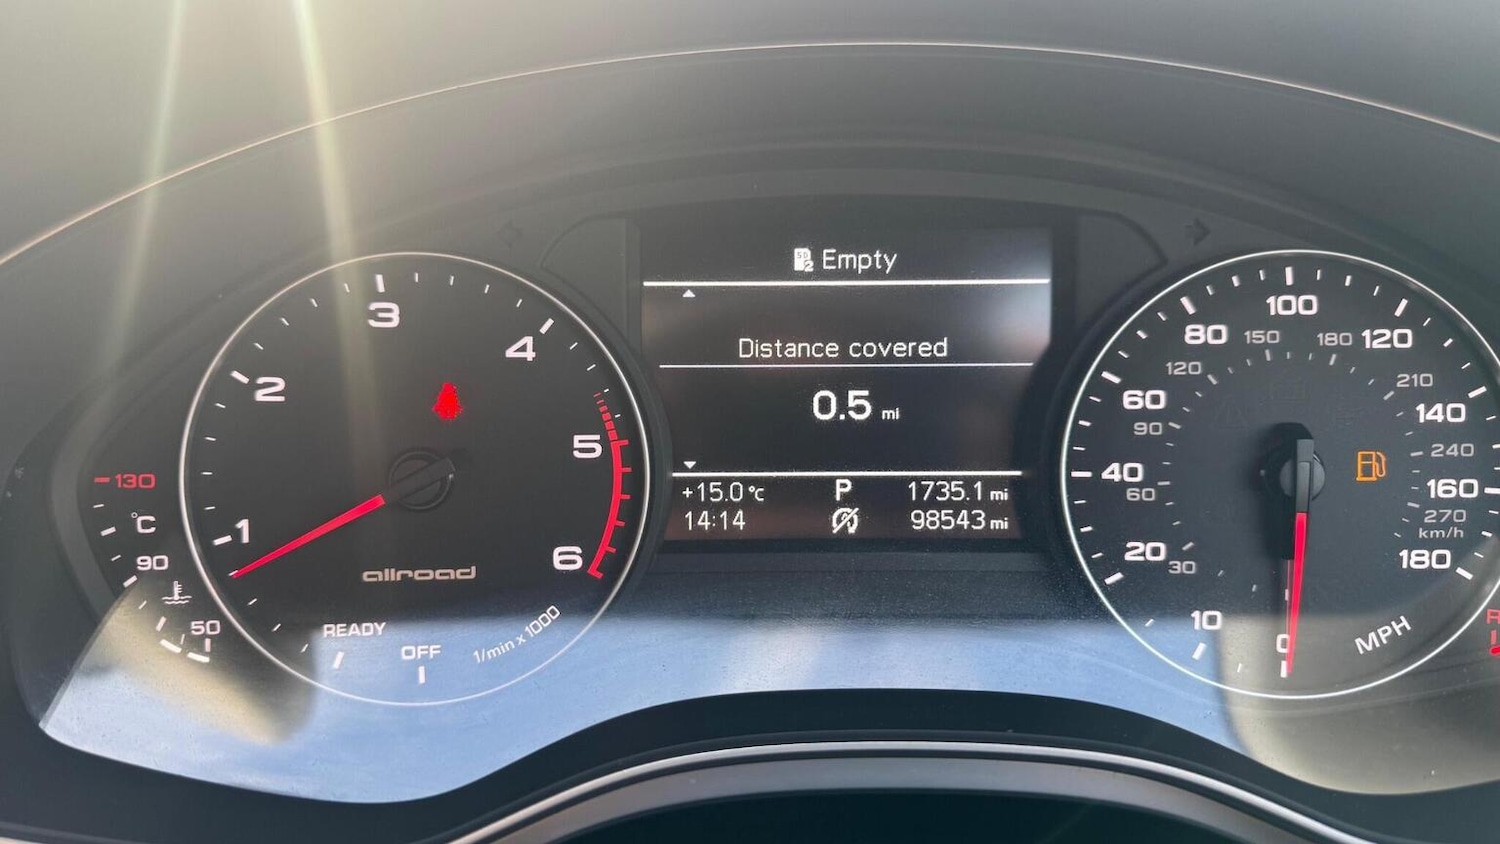 SD 2 Empty
Distance covered
0.5 mi
+15.0 °C P 1735.1 mi
14:14 98543 mi
1
2
3
4
5
6
allroad
READY
OFF
1/min x 1000
130
°C
90
50
0
10
20
40
60
80
100
120
140
160
180
MPH
30
60
90
120
150
180
210
240
270
km/h
R